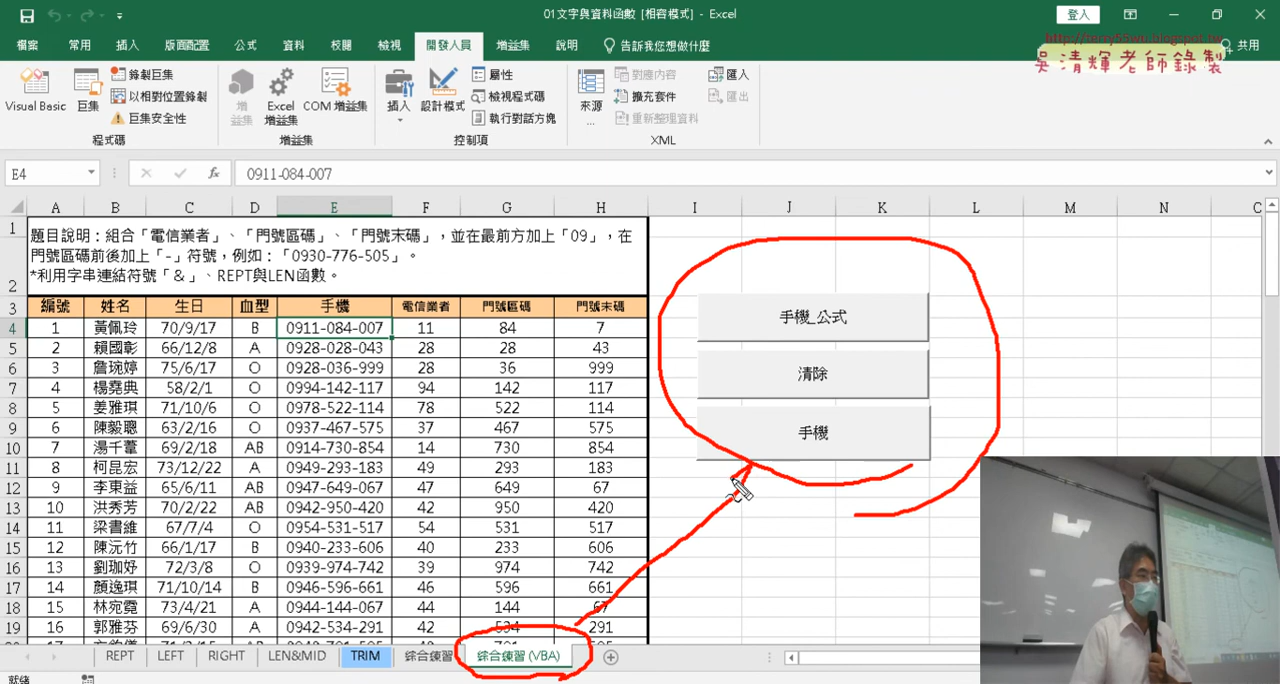 01文字與資料函數 [相容模式] - Excel
登入
檔案 常用 插入 版面配置 公式 資料 校閱 檢視 開發人員 增益集 說明 告訴我您想做什麼 共用
http://terry55wu.blogspot.tw
吳清輝老師錄製
Visual Basic 巨集 錄製巨集 以相對位置錄製 巨集安全性
增益集 Excel 增益集 COM 增益集
插入 設計模式 屬性 檢視程式碼 執行對話方塊
來源... 對應內容 擴充套件 重新整理資料 匯入 匯出
程式碼 增益集 控制項 XML
E4 fx 0911-084-007
A B C D E F G H I J K L M N
1 題目說明：組合「電信業者」、「門號區碼」、「門號末碼」，並在最前方加上「09」，在
門號區碼前後加上「-」符號，例如：「0930-776-505」。
2 *利用字串連結符號「&」、REPT與LEN函數。
3 編號 姓名 生日 血型 手機 電信業者 門號區碼 門號末碼
4 1 黃佩玲 70/9/17 B 0911-084-007 11 84 7
5 2 賴國彰 66/12/8 A 0928-028-043 28 28 43
6 3 詹琬婷 75/6/17 O 0928-036-999 28 36 999
7 4 楊堯典 58/2/1 O 0994-142-117 94 142 117
8 5 姜雅琪 71/10/6 O 0978-522-114 78 522 114
9 6 陳毅聰 63/2/16 O 0937-467-575 37 467 575
10 7 湯千葦 69/2/18 AB 0914-730-854 14 730 854
11 8 柯昆宏 73/12/22 A 0949-293-183 49 293 183
12 9 李東益 65/6/11 AB 0947-649-067 47 649 67
13 10 洪秀芳 70/2/22 AB 0942-950-420 42 950 420
14 11 梁書維 67/7/4 O 0954-531-517 54 531 517
15 12 陳沅竹 66/1/17 B 0940-233-606 40 233 606
16 13 劉珈妤 72/3/8 O 0939-974-742 39 974 742
17 14 顏逸琪 71/10/14 B 0946-596-661 46 596 661
18 15 林宛霓 73/4/21 A 0944-144-067 44 144 67
19 16 郭雅芬 69/6/30 A 0942-534-291 42 534 291
手機_公式
清除
手機
REPT LEFT RIGHT LEN&MID TRIM 綜合練習 綜合練習 (VBA)
就緒